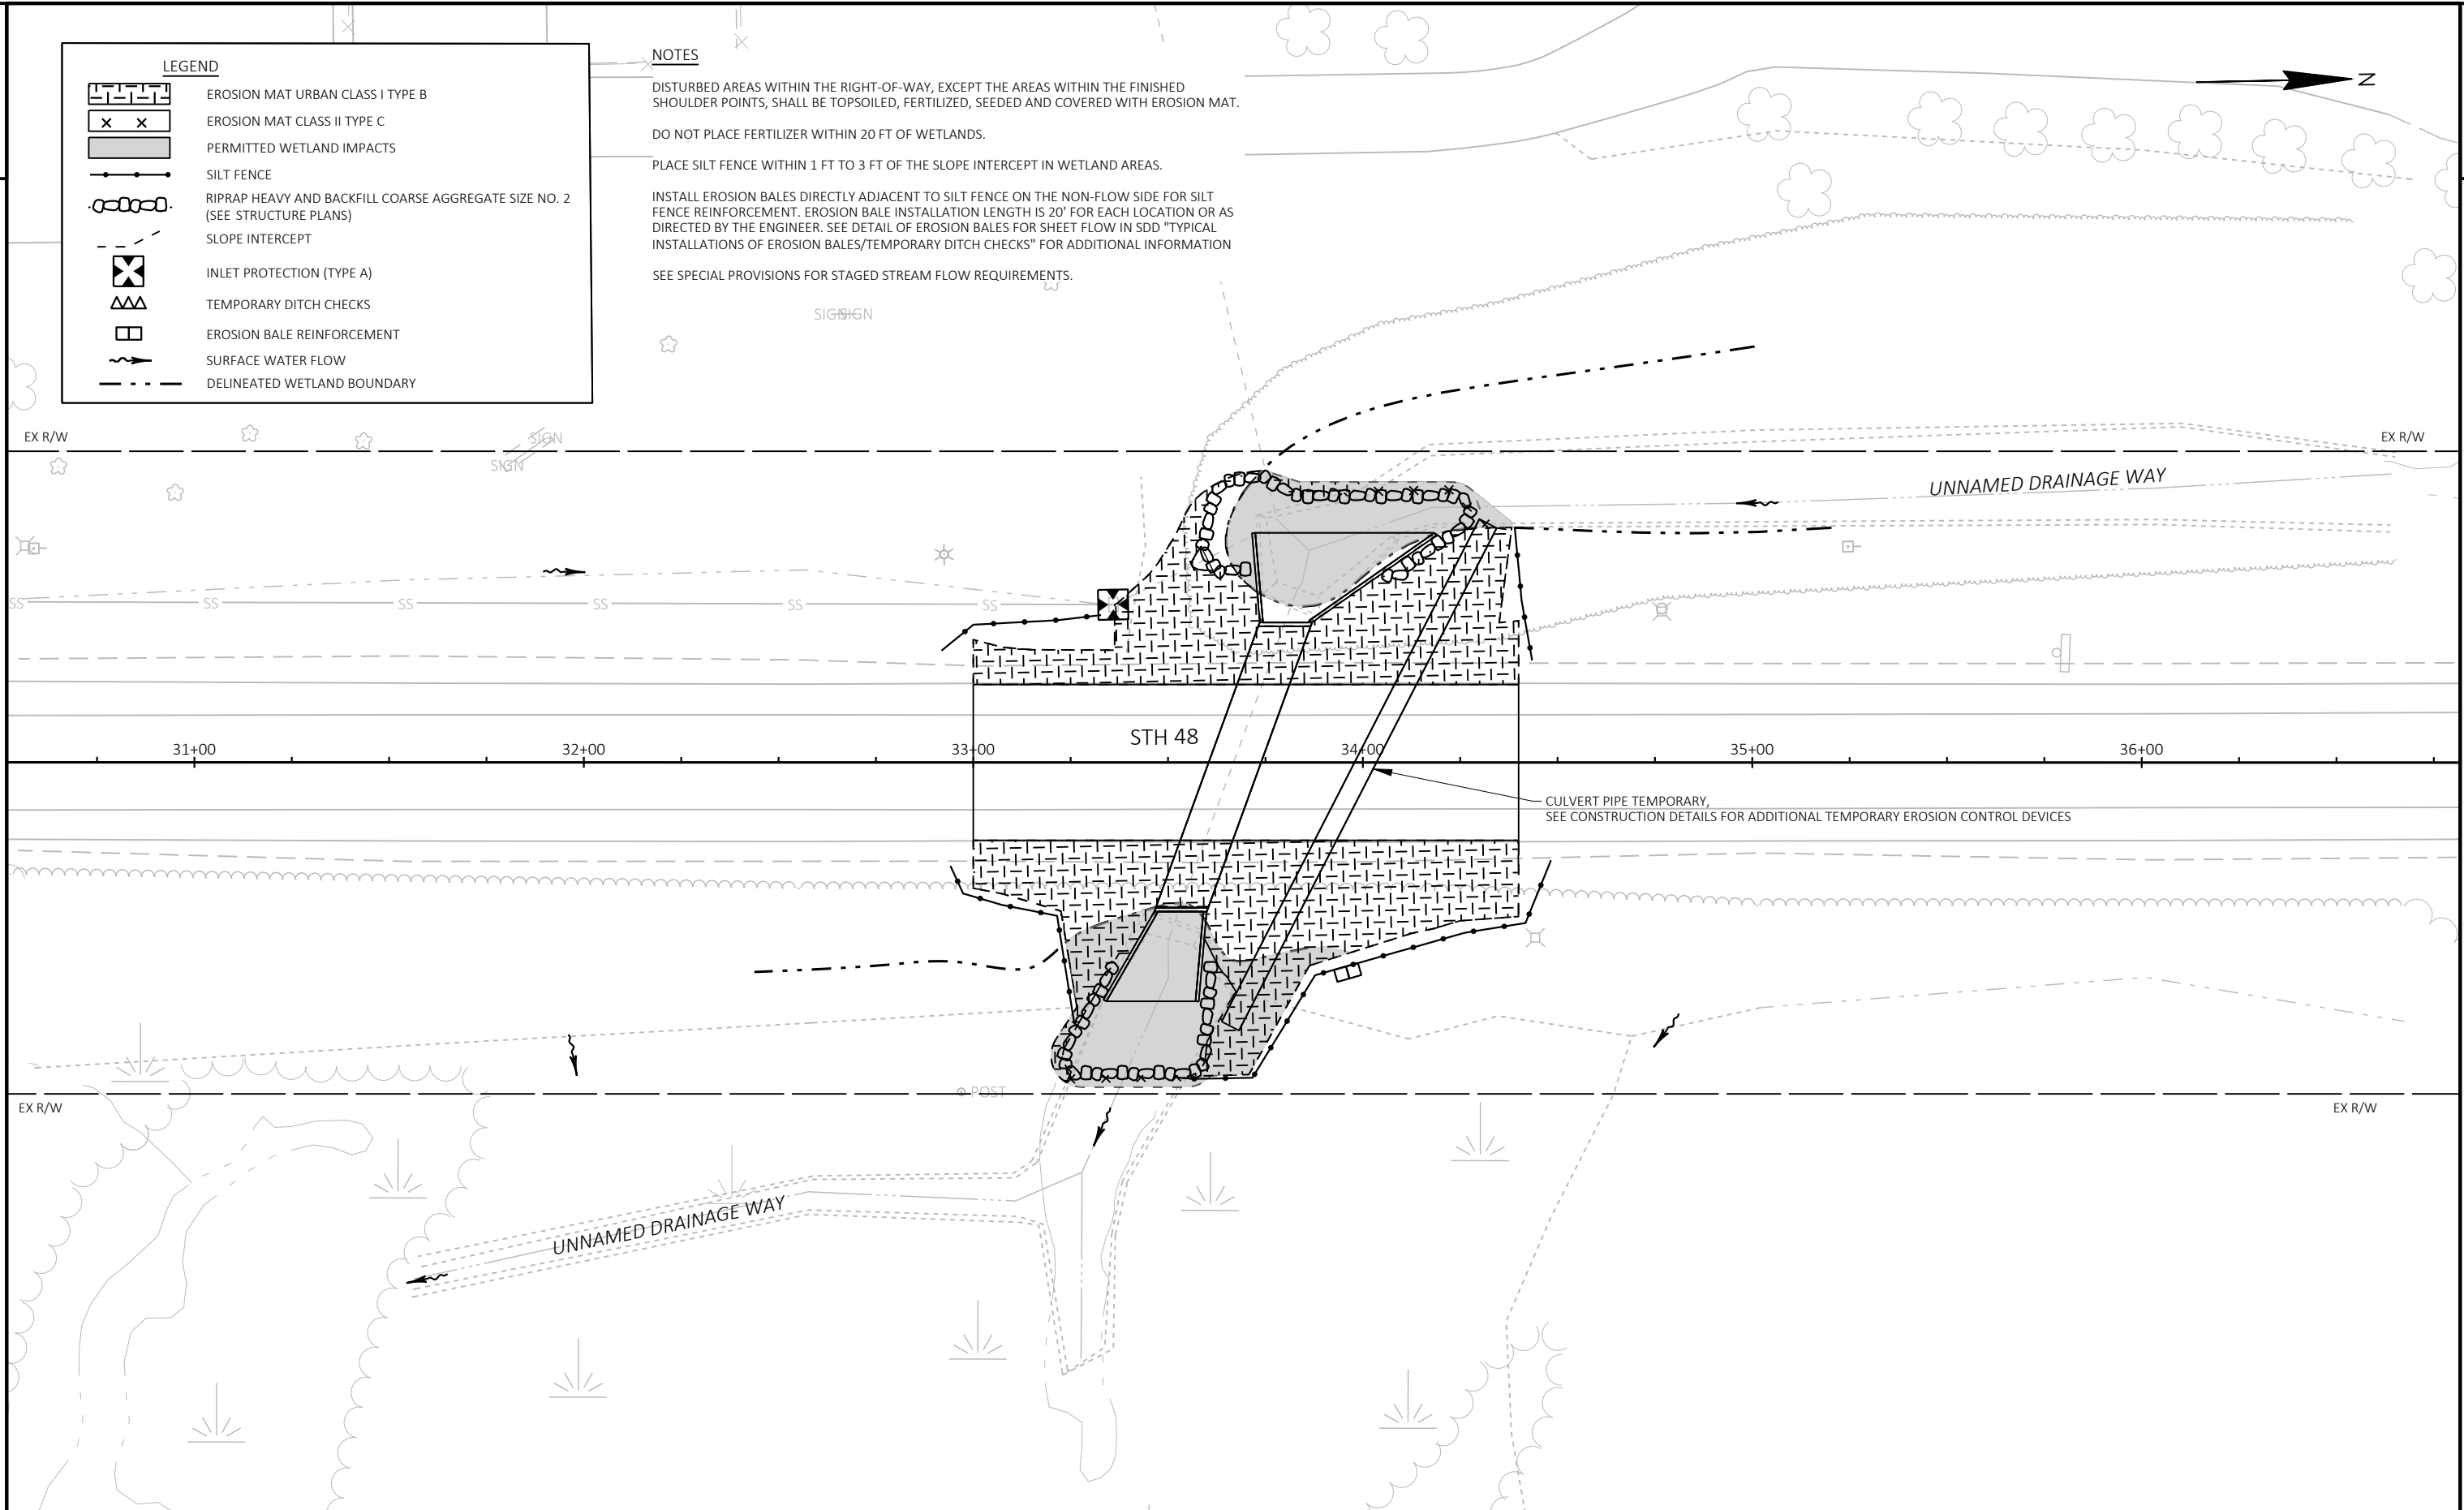 LEGEND
EROSION MAT URBAN CLASS I TYPE B
EROSION MAT CLASS II TYPE C
PERMITTED WETLAND IMPACTS
SILT FENCE
RIPRAP HEAVY AND BACKFILL COARSE AGGREGATE SIZE NO. 2
(SEE STRUCTURE PLANS)
SLOPE INTERCEPT
INLET PROTECTION (TYPE A)
TEMPORARY DITCH CHECKS
EROSION BALE REINFORCEMENT
SURFACE WATER FLOW
DELINEATED WETLAND BOUNDARY
NOTES
DISTURBED AREAS WITHIN THE RIGHT-OF-WAY, EXCEPT THE AREAS WITHIN THE FINISHED
SHOULDER POINTS, SHALL BE TOPSOILED, FERTILIZED, SEEDED AND COVERED WITH EROSION MAT.
DO NOT PLACE FERTILIZER WITHIN 20 FT OF WETLANDS.
PLACE SILT FENCE WITHIN 1 FT TO 3 FT OF THE SLOPE INTERCEPT IN WETLAND AREAS.
INSTALL EROSION BALES DIRECTLY ADJACENT TO SILT FENCE ON THE NON-FLOW SIDE FOR SILT
FENCE REINFORCEMENT. EROSION BALE INSTALLATION LENGTH IS 20' FOR EACH LOCATION OR AS
DIRECTED BY THE ENGINEER. SEE DETAIL OF EROSION BALES FOR SHEET FLOW IN SDD "TYPICAL
INSTALLATIONS OF EROSION BALES/TEMPORARY DITCH CHECKS" FOR ADDITIONAL INFORMATION
SEE SPECIAL PROVISIONS FOR STAGED STREAM FLOW REQUIREMENTS.
N
SIGN SIGN
EX R/W
SIGN
EX R/W
SIGN
UNNAMED DRAINAGE WAY
SS SS SS SS SS SS
STH 48
31+00 32+00 33+00 34+00 35+00 36+00
CULVERT PIPE TEMPORARY,
SEE CONSTRUCTION DETAILS FOR ADDITIONAL TEMPORARY EROSION CONTROL DEVICES
POST
EX R/W
EX R/W
UNNAMED DRAINAGE WAY